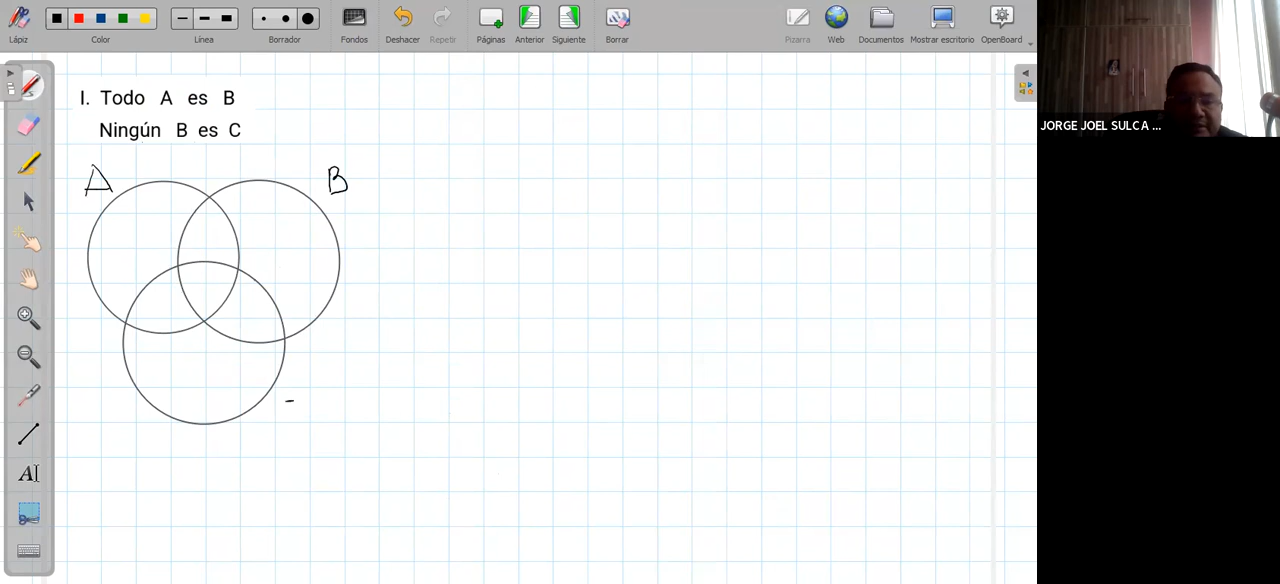 Lápiz
Color
Línea
Borrador
Fondos
Deshacer
Repetir
Páginas
Anterior
Siguiente
Borrar
Pizarra
Web
Documentos
Mostrar escritorio
OpenBoard
I. Todo A es B
Ningún B es C
A
B
A
JORGE JOEL SULCA ...